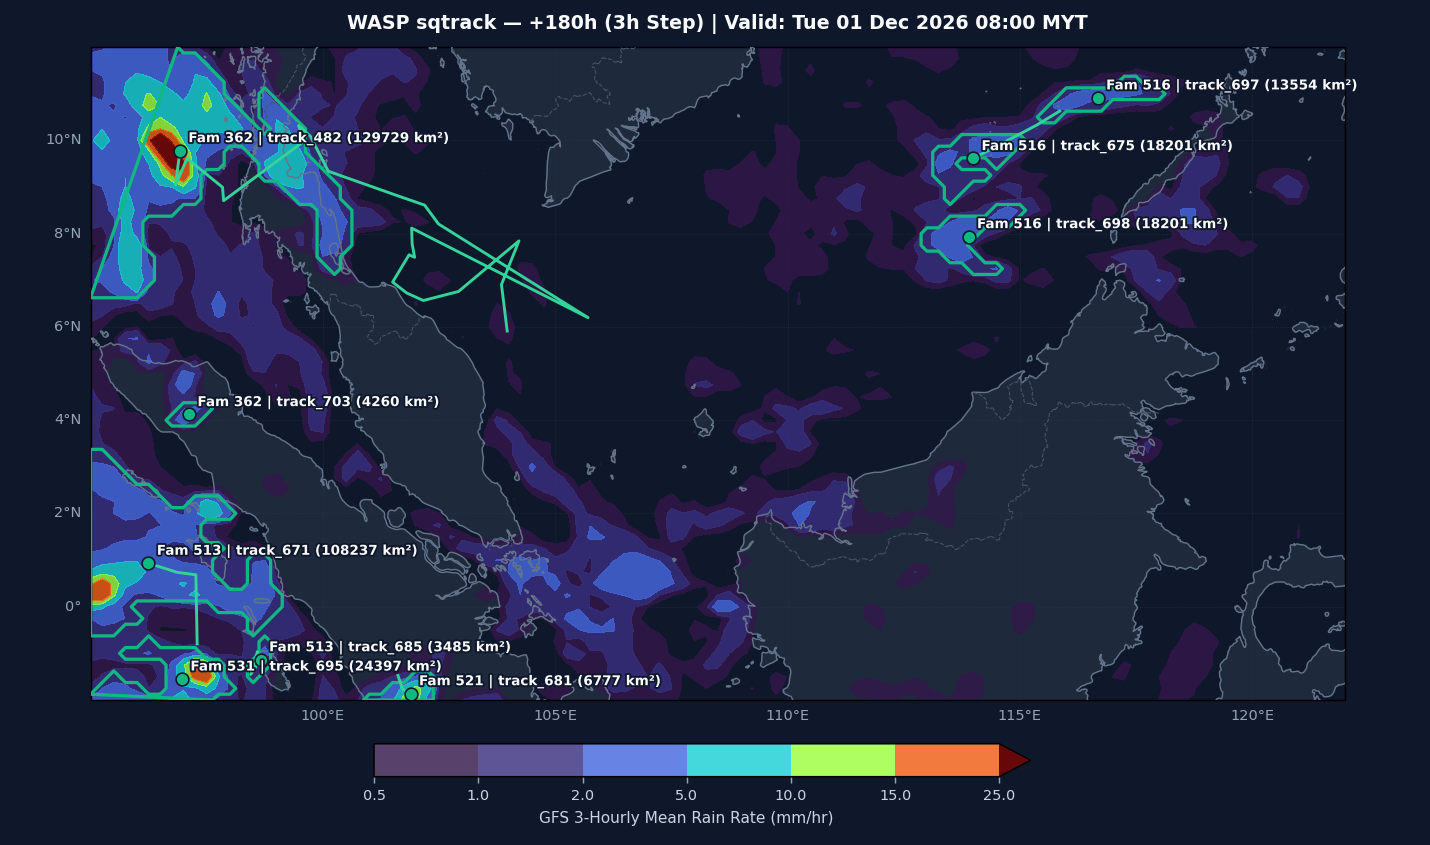 WASP sqtrack — +180h (3h Step) | Valid: Tue 01 Dec 2026 08:00 MYT
Fam 516 | track_697 (13554 km²)
10°N
Fam 362 | track_482 (129729 km²)
Fam 516 | track_675 (18201 km²)
8°N
Fam 516 | track_698 (18201 km²)
6°N
4°N
Fam 362 | track_703 (4260 km²)
2°N
Fam 513 | track_671 (108237 km²)
0°
Fam 513 | track_685 (3485 km²)
Fam 531 | track_695 (24397 km²)
Fam 521 | track_681 (6777 km²)
100°E 105°E 110°E 115°E 120°E
0.5 1.0 2.0 5.0 10.0 15.0 25.0
GFS 3-Hourly Mean Rain Rate (mm/hr)